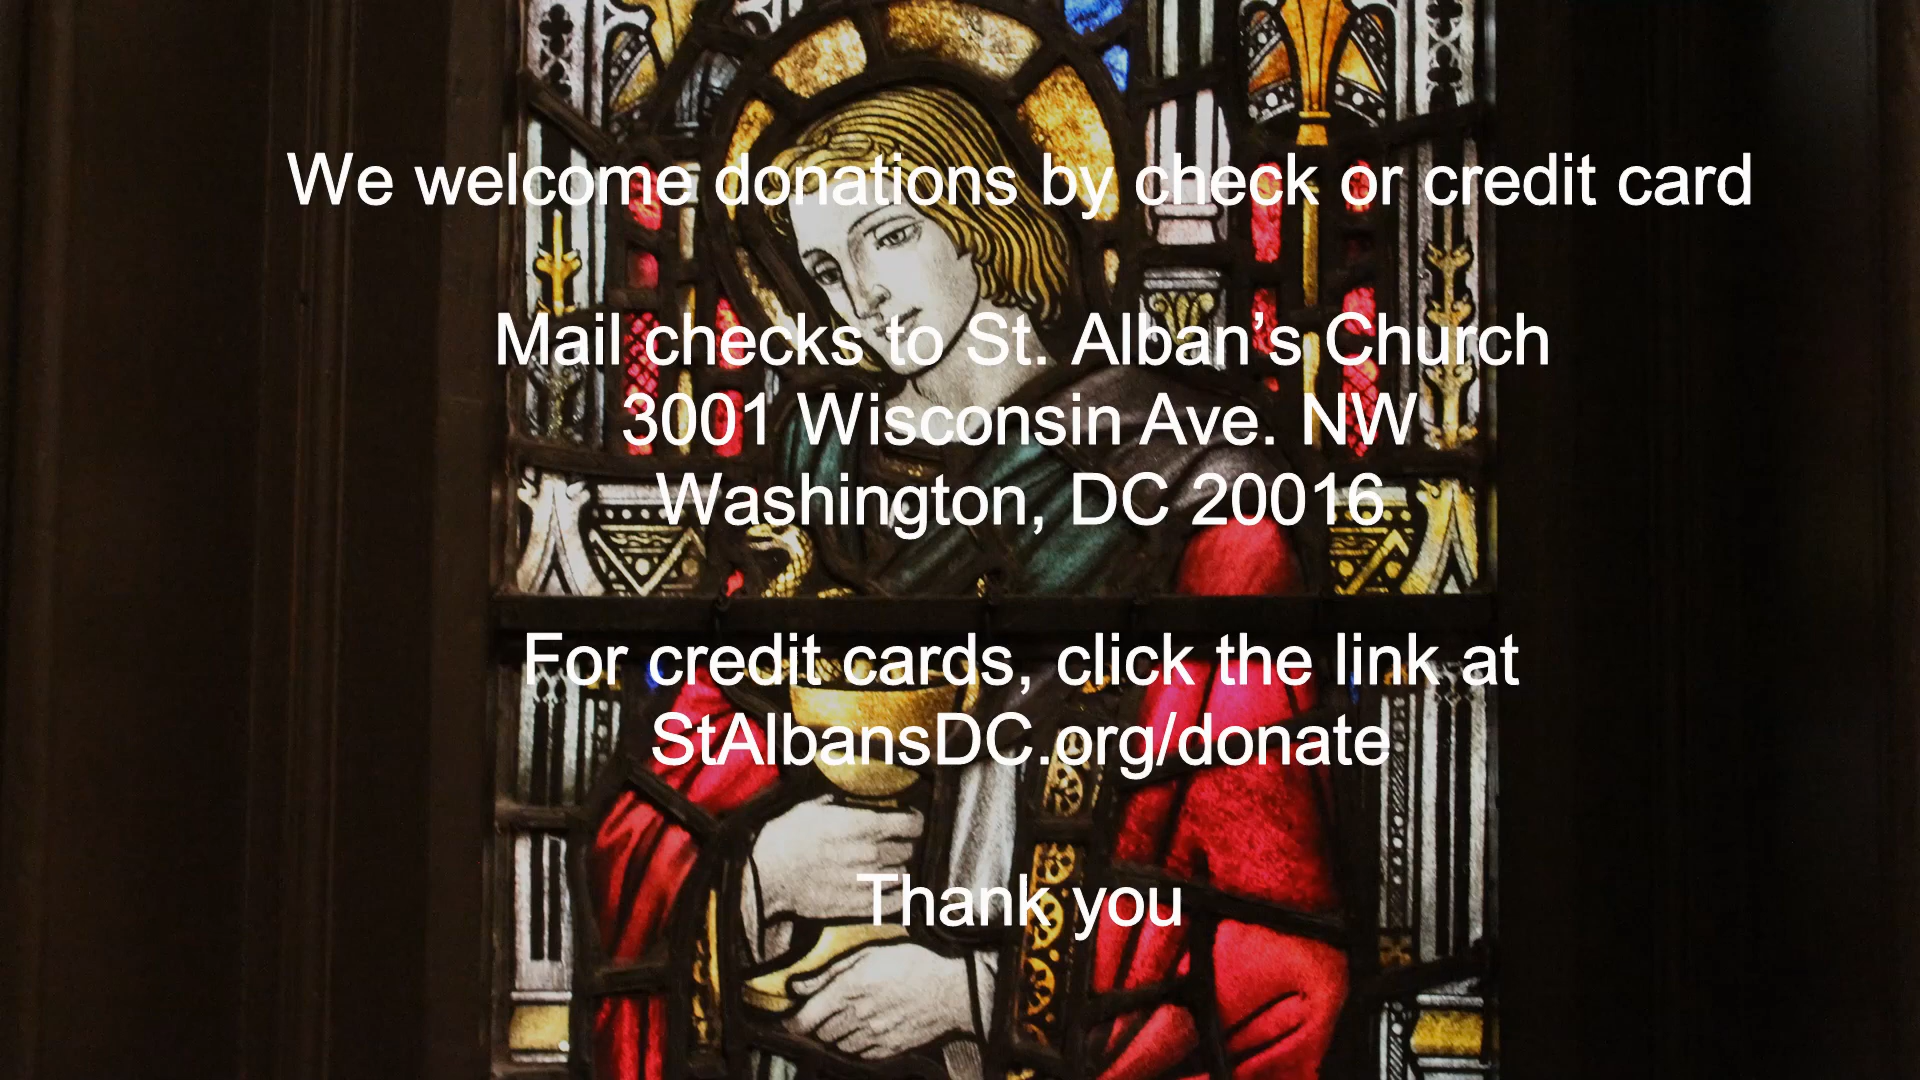 We welcome donations by check or credit card
Mail checks to St. Alban’s Church
3001 Wisconsin Ave. NW
Washington, DC 20016
For credit cards, click the link at
StAlbansDC.org/donate
Thank you